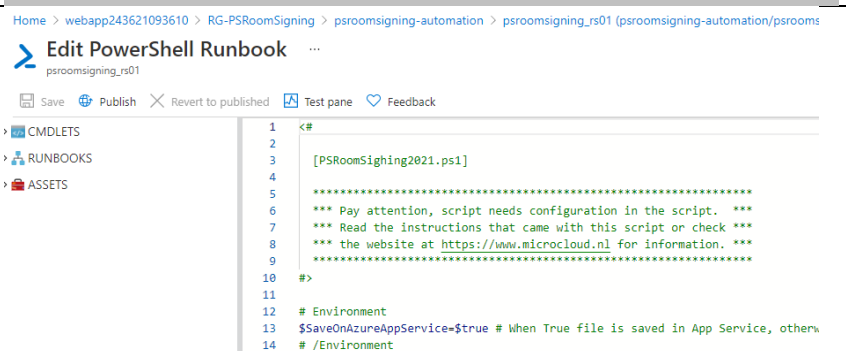 Home > webapp243621093610 > RG-PSRoomSigning > psroomsigning-automation > psroomsigning_rs01 (psroomsigning-automation/psrooms
Edit PowerShell Runbook ...
psroomsigning_rs01
Save Publish Revert to published Test pane Feedback
CMDLETS
RUNBOOKS
ASSETS
1 <#
2
3 [PSRoomSighing2021.ps1]
4
5 *****************************************************************
6 *** Pay attention, script needs configuration in the script. ***
7 *** Read the instructions that came with this script or check ***
8 *** the website at https://www.microcloud.nl for information. ***
9 *****************************************************************
10 #>
11
12 # Environment
13 $SaveOnAzureAppService=$true # When True file is saved in App Service, otherw
14 # /Environment